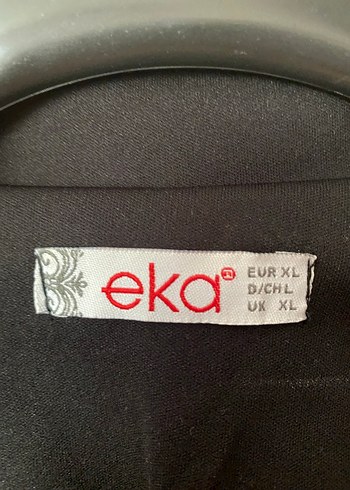 eka®
EUR XL
D/CH L
UK XL